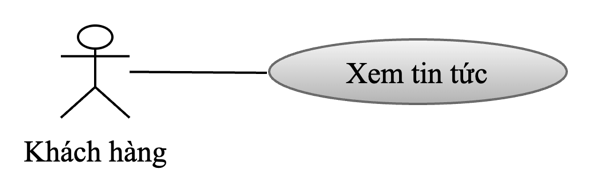 Xem tin tức
Khách hàng